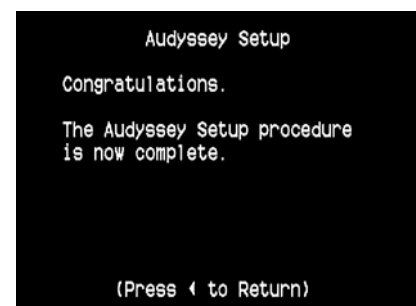 Audyssey Setup
Congratulations.
The Audyssey Setup procedure
is now complete.
(Press ◀ to Return)